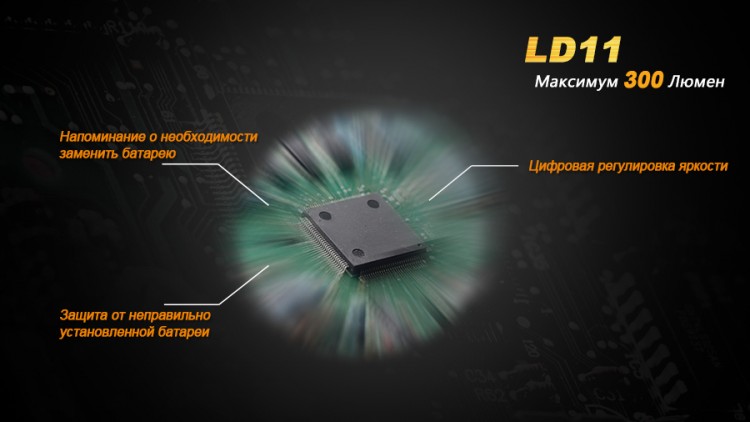 LD11
Максимум 300 Люмен
Напоминание о необходимости
заменить батарею
Цифровая регулировка яркости
Защита от неправильно
установленной батареи